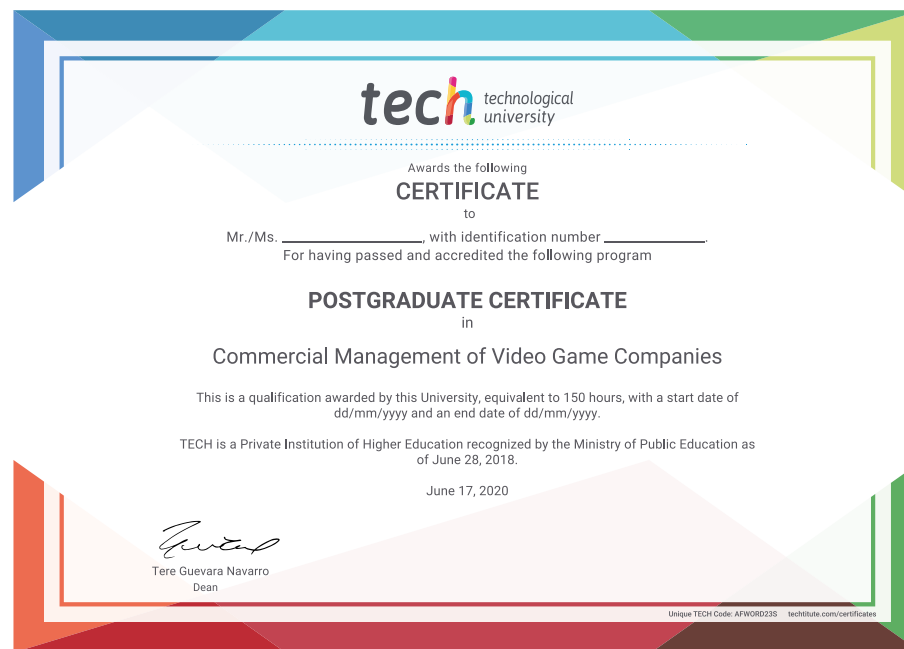 tech technological
university
Awards the following
CERTIFICATE
to
Mr./Ms. ____________, with identification number ____________.
For having passed and accredited the following program
POSTGRADUATE CERTIFICATE
in
Commercial Management of Video Game Companies
This is a qualification awarded by this University, equivalent to 150 hours, with a start date of
dd/mm/yyyy and an end date of dd/mm/yyyy.
TECH is a Private Institution of Higher Education recognized by the Ministry of Public Education as
of June 28, 2018.
June 17, 2020
Tere Guevara Navarro
Dean
Unique TECH Code: AFWORD23S techtitute.com/certificates